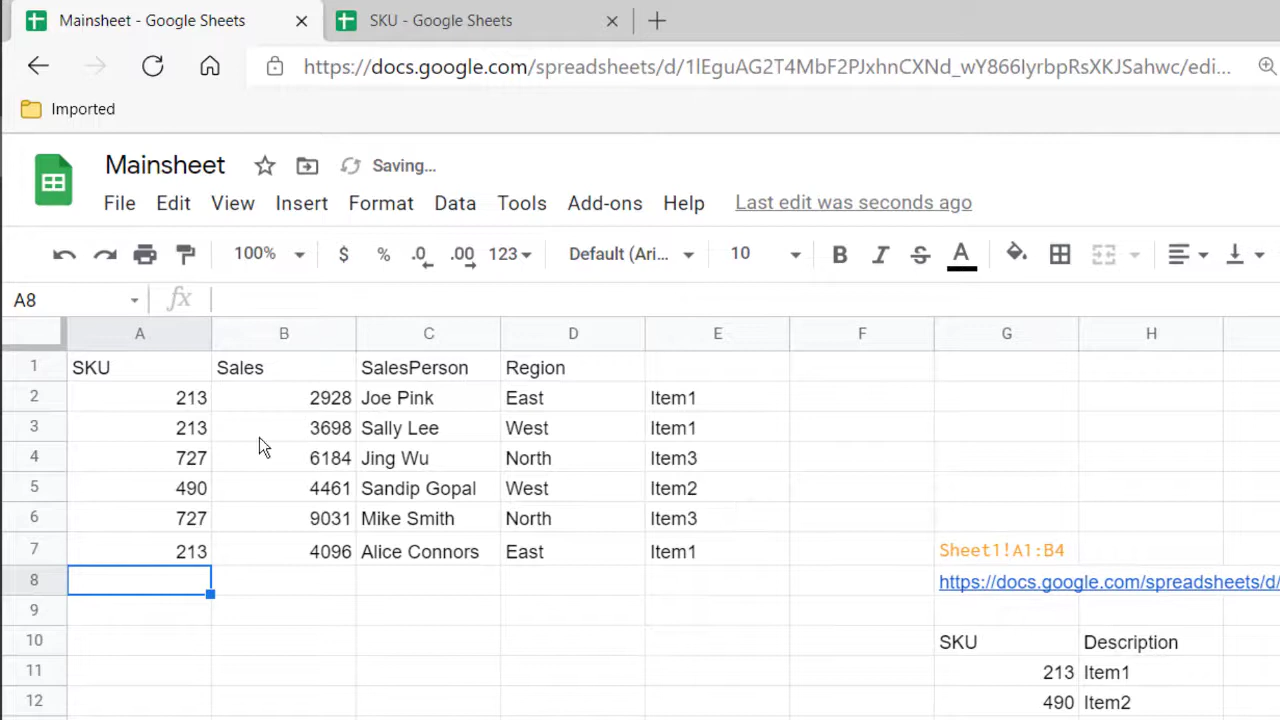 Mainsheet - Google Sheets
SKU - Google Sheets
https://docs.google.com/spreadsheets/d/1lEguAG2T4MbF2PJxhnCXNd_wY866IyrbpRsXKJSahwc/edi...
Imported
Mainsheet Saving...
File Edit View Insert Format Data Tools Add-ons Help Last edit was seconds ago
100% $ % .0 .00 123 Default (Ari... 10 B I S A
A8 fx
A B C D E F G H
1 SKU Sales SalesPerson Region
2 213 2928 Joe Pink East Item1
3 213 3698 Sally Lee West Item1
4 727 6184 Jing Wu North Item3
5 490 4461 Sandip Gopal West Item2
6 727 9031 Mike Smith North Item3
7 213 4096 Alice Connors East Item1 Sheet1!A1:B4
8 https://docs.google.com/spreadsheets/d/
9
10 SKU Description
11 213 Item1
12 490 Item2